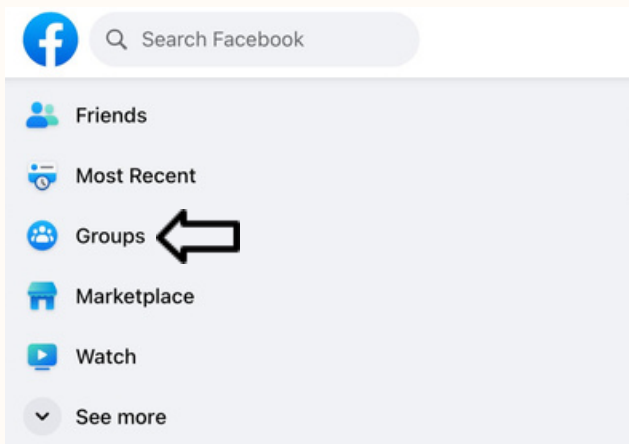 Search Facebook
Friends
Most Recent
Groups
Marketplace
Watch
See more